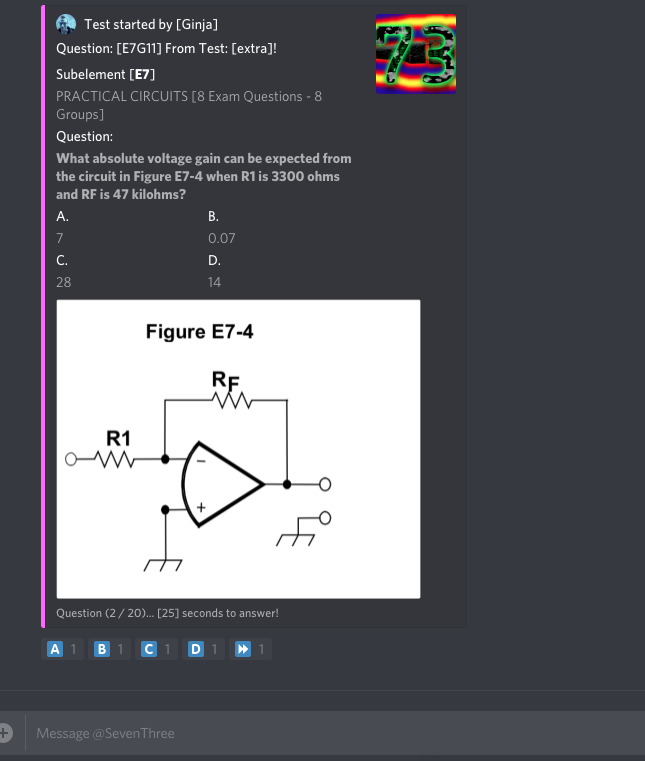 Test started by [Ginja]
73
Question: [E7G11] From Test: [extra]!
Subelement [E7]
PRACTICAL CIRCUITS [8 Exam Questions - 8
Groups]
Question:
What absolute voltage gain can be expected from
the circuit in Figure E7-4 when R1 is 3300 ohms
and RF is 47 kilohms?
A. B.
7 0.07
C. D.
28 14
Figure E7-4
RF
R1
−
+
Question (2 / 20)... [25] seconds to answer!
A 1 B 1 C 1 D 1 1
Message @SevenThree